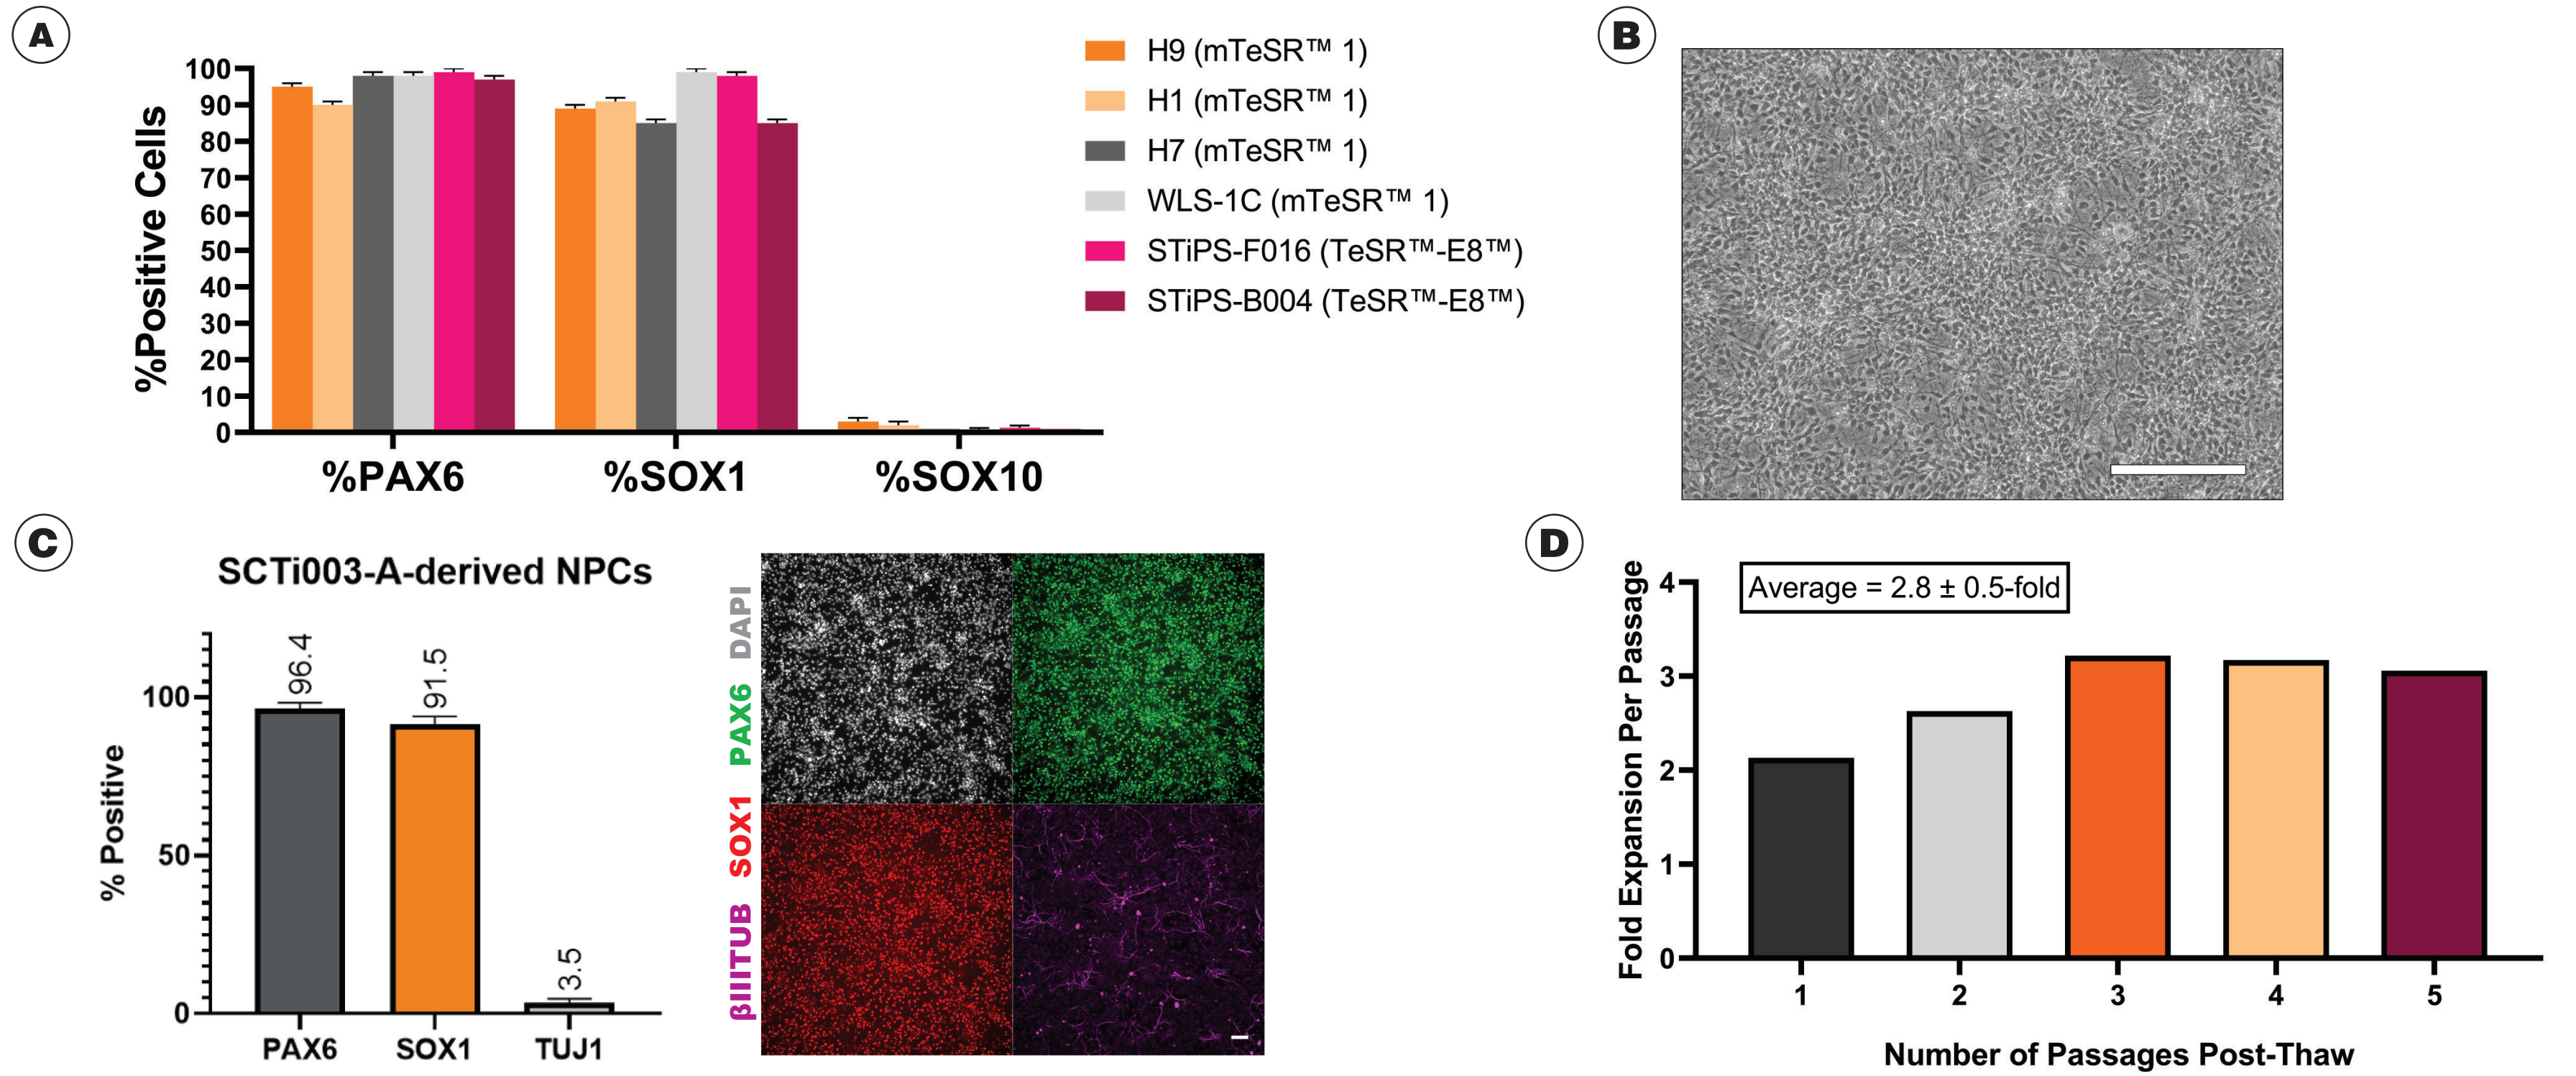 A
%Positive Cells
100
90
80
70
60
50
40
30
20
10
0
%PAX6
%SOX1
%SOX10
H9 (mTeSR™ 1)
H1 (mTeSR™ 1)
H7 (mTeSR™ 1)
WLS-1C (mTeSR™ 1)
STiPS-F016 (TeSR™-E8™)
STiPS-B004 (TeSR™-E8™)
B
C
SCTi003-A-derived NPCs
% Positive
100
50
0
96.4
91.5
3.5
PAX6
SOX1
TUJ1
βIIITUB SOX1 PAX6 DAPI
D
Fold Expansion Per Passage
Average = 2.8 ± 0.5-fold
4
3
2
1
0
1
2
3
4
5
Number of Passages Post-Thaw